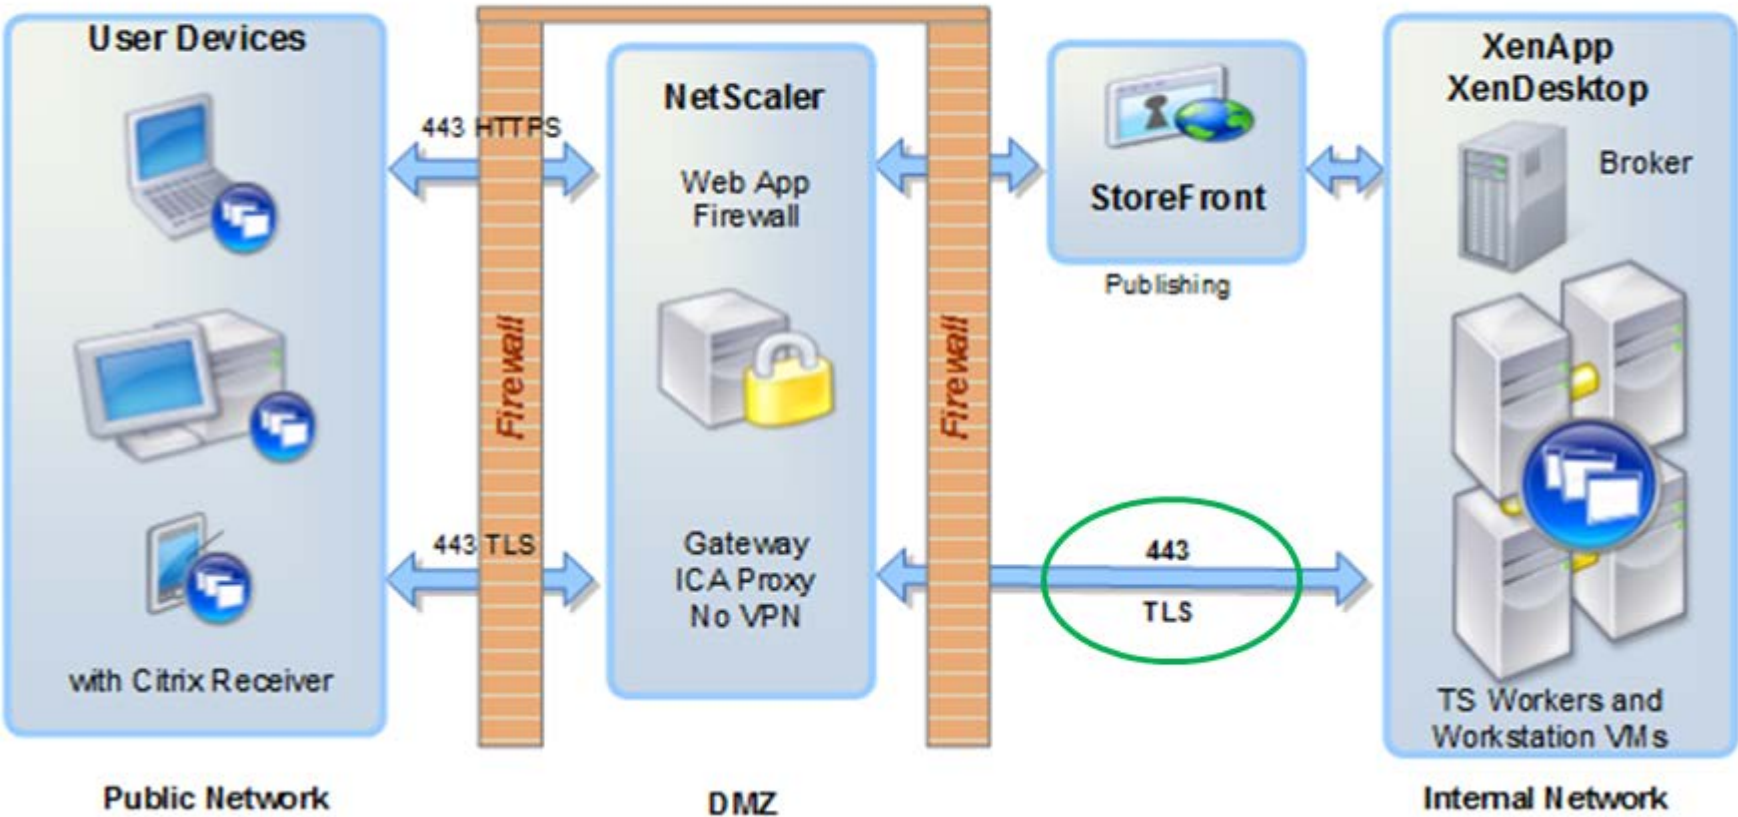 User Devices
with Citrix Receiver
Public Network
443 HTTPS
443 TLS
Firewall
NetScaler
Web App
Firewall
Gateway
ICA Proxy
No VPN
DMZ
Firewall
StoreFront
Publishing
443
TLS
XenApp
XenDesktop
Broker
TS Workers and
Workstation VMs
Internal Network